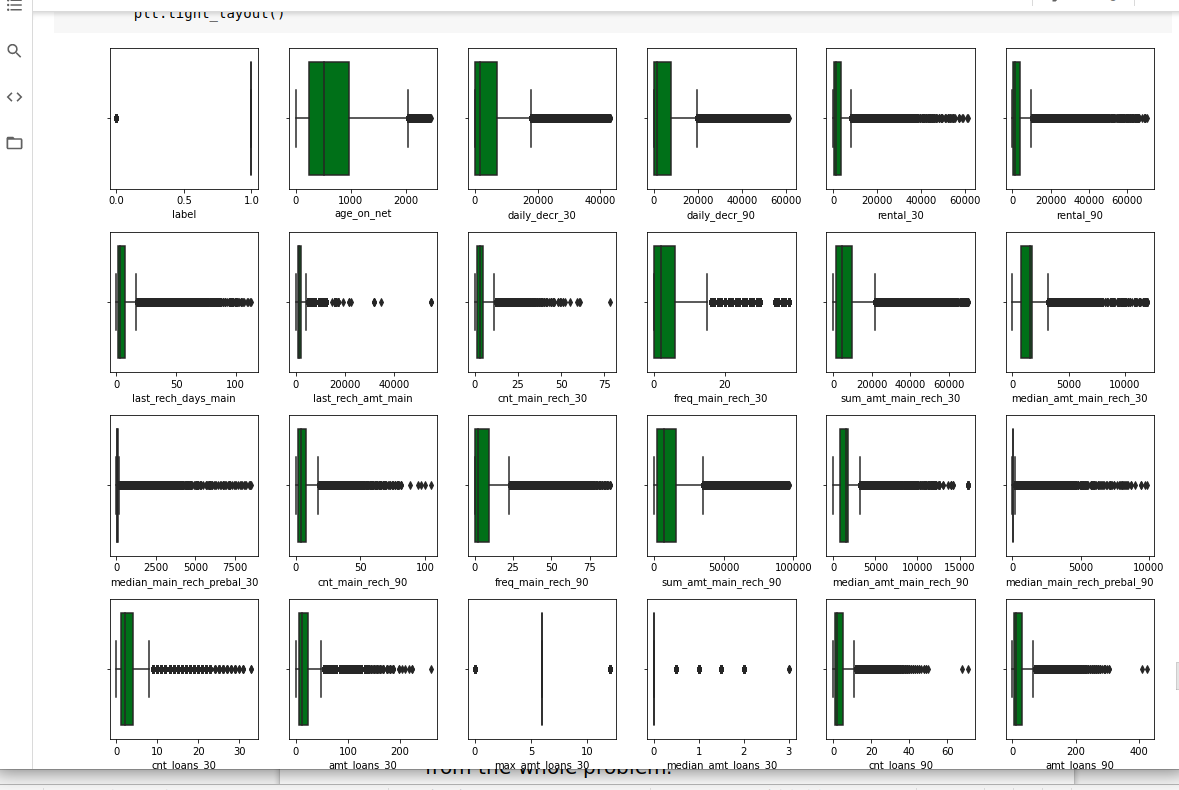 plt.tight_layout()
0.0 0.5 1.0 0 1000 2000 0 20000 40000 0 20000 40000 60000 0 20000 40000 60000 0 20000 40000 60000
label age_on_net daily_decr_30 daily_decr_90 rental_30 rental_90
0 50 100 0 20000 40000 0 25 50 75 0 20 0 20000 40000 60000 0 5000 10000
last_rech_days_main last_rech_amt_main cnt_main_rech_30 freq_main_rech_30 sum_amt_main_rech_30 median_amt_main_rech_30
0 2500 5000 7500 0 50 100 0 25 50 75 0 50000 100000 0 5000 10000 15000 0 5000 10000
median_main_rech_prebal_30 cnt_main_rech_90 freq_main_rech_90 sum_amt_main_rech_90 median_amt_main_rech_90 median_main_rech_prebal_90
0 10 20 30 0 100 200 0 5 10 0 1 2 3 0 20 40 60 0 200 400
cnt_loans_30 amt_loans_30 max_amt_loans_30 median_amt_loans_30 cnt_loans_90 amt_loans_90
from the whole problem.